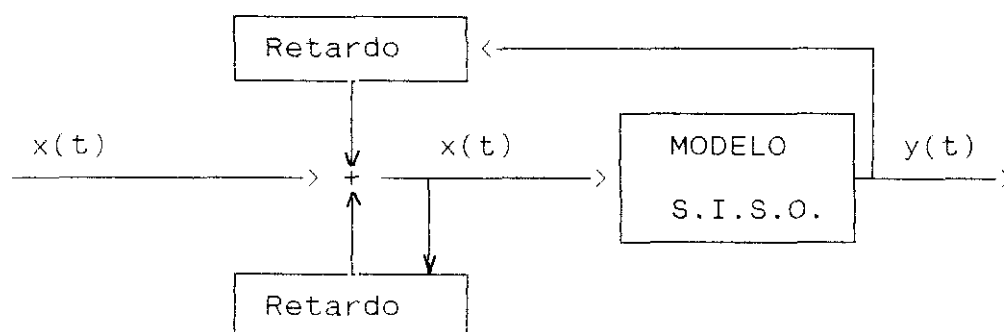 Retardo
x(t)
+
x(t)
MODELO
S.I.S.O.
y(t)
Retardo